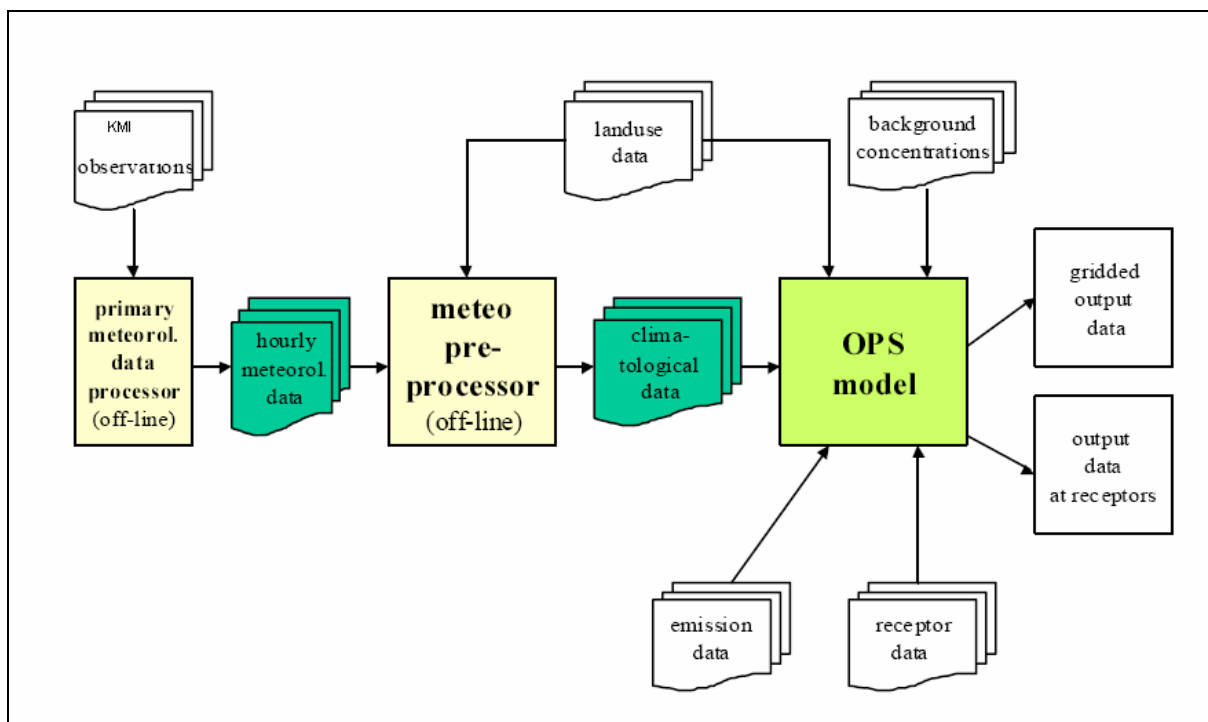 KMI
observations
landuse
data
background
concentrations
primary
meteorol.
data
processor
(off-line)
hourly
meteorol.
data
meteo
pre-
processor
(off-line)
clima-
tological
data
OPS
model
gridded
output
data
output
data
at receptors
emission
data
receptor
data